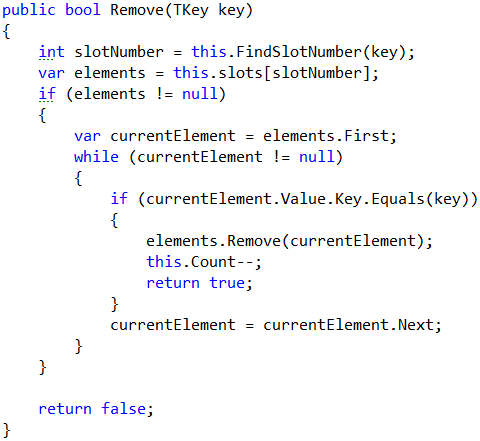 public bool Remove(TKey key)
{
    int slotNumber = this.FindSlotNumber(key);
    var elements = this.slots[slotNumber];
    if (elements != null)
    {
        var currentElement = elements.First;
        while (currentElement != null)
        {
            if (currentElement.Value.Key.Equals(key))
            {
                elements.Remove(currentElement);
                this.Count--;
                return true;
            }
            currentElement = currentElement.Next;
        }
    }

    return false;
}